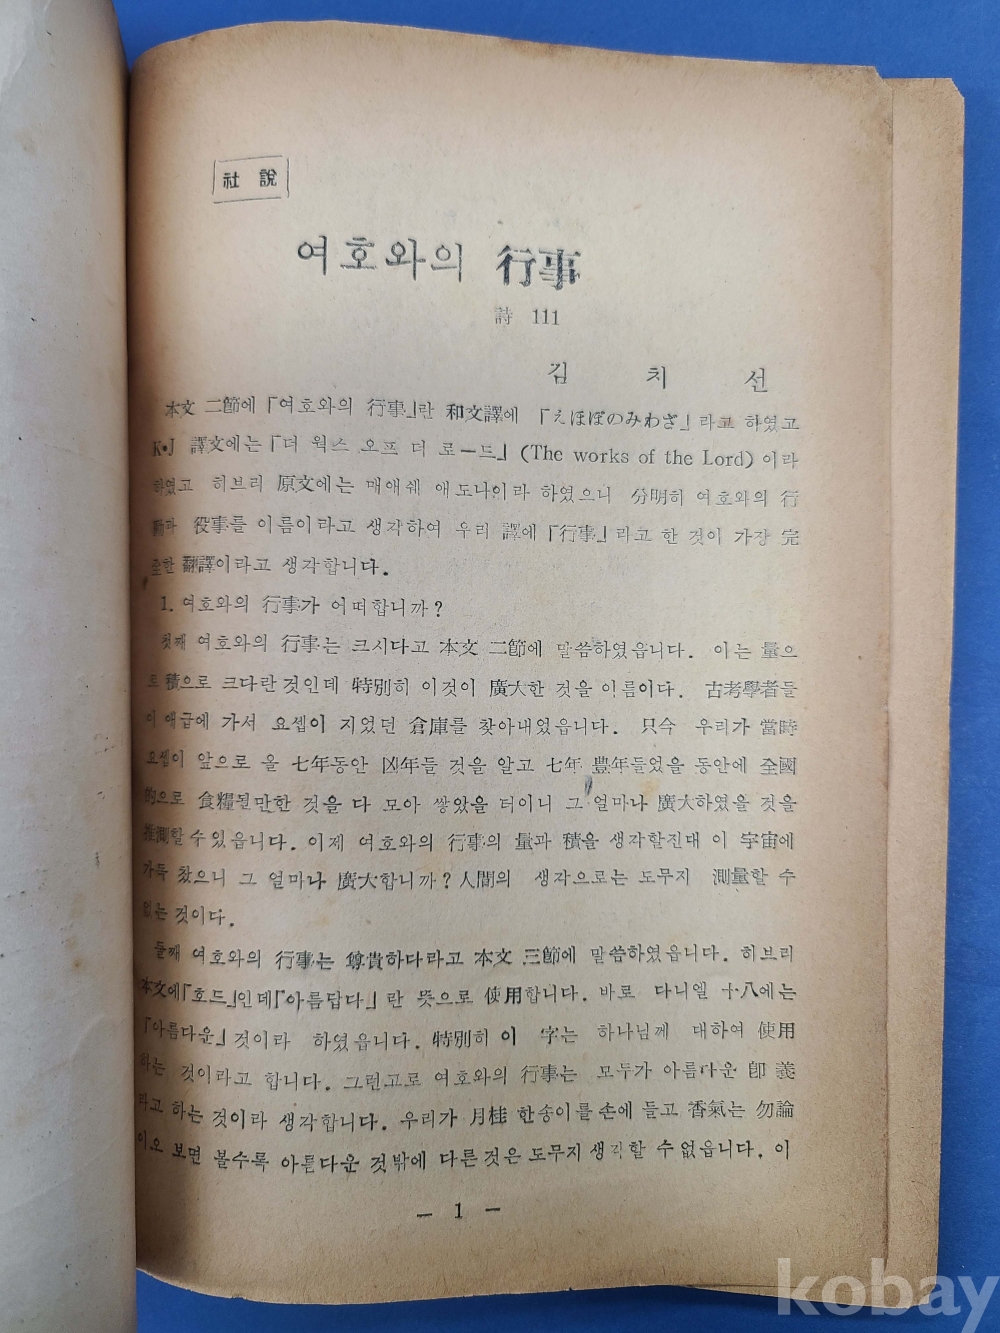 社說
여호와의 行事
詩 111
김 치 선
本文 二節에 「여호와의 行事」란 和文譯에 「えほぼのみわざ」라고 하였고
K•J 譯文에는 「더 웍스 오프 더 로ー드」 (The works of the Lord) 이라
하였고 히브리 原文에는 매애쉐 애도나이라 하였으니 分明히 여호와의 行
動과 役事를 이름이라고 생각하여 우리 譯에 「行事」라고 한 것이 가장 完
全한 翻譯이라고 생각합니다.
1. 여호와의 行事가 어떠합니까?
첫째 여호와의 行事는 크시다고 本文 二節에 말씀하였읍니다. 이는 量으
로 積으로 크다란 것인데 特別히 이것이 廣大한 것을 이름이다. 古考學者들
이 애급에 가서 요셉이 지었던 倉庫를 찾아내었읍니다. 只今 우리가 當時
요셉이 앞으로 올 七年동안 凶年들 것을 알고 七年 豊年들었을 동안에 全國
的으로 食糧될만한 것을 다 모아 쌓았을 터이니 그 얼마나 廣大하였을 것을
推測할 수 있읍니다. 이제 여호와의 行事의 量과 積을 생각할진대 이 宇宙에
가득 찼으니 그 얼마나 廣大합니까? 人間의 생각으로는 도무지 測量할 수
없는 것이다.
둘째 여호와의 行事는 尊貴하다라고 本文 三節에 말씀하였읍니다. 히브리
本文에 「호드」인데 「아름답다」 란 뜻으로 使用합니다. 바로 다니엘 十•八에는
「아름다운」 것이라 하였읍니다. 特別히 이 字는 하나님께 대하여 使用
하는 것이라고 합니다. 그런고로 여호와의 行事는 모두가 아름다운 卽 義
라고 하는 것이라 생각합니다. 우리가 月桂 한송이를 손에 들고 香氣는 勿論
이오 보면 볼수록 아름다운 것밖에 다른 것은 도무지 생각할 수 없읍니다. 이
— 1 —
kobay